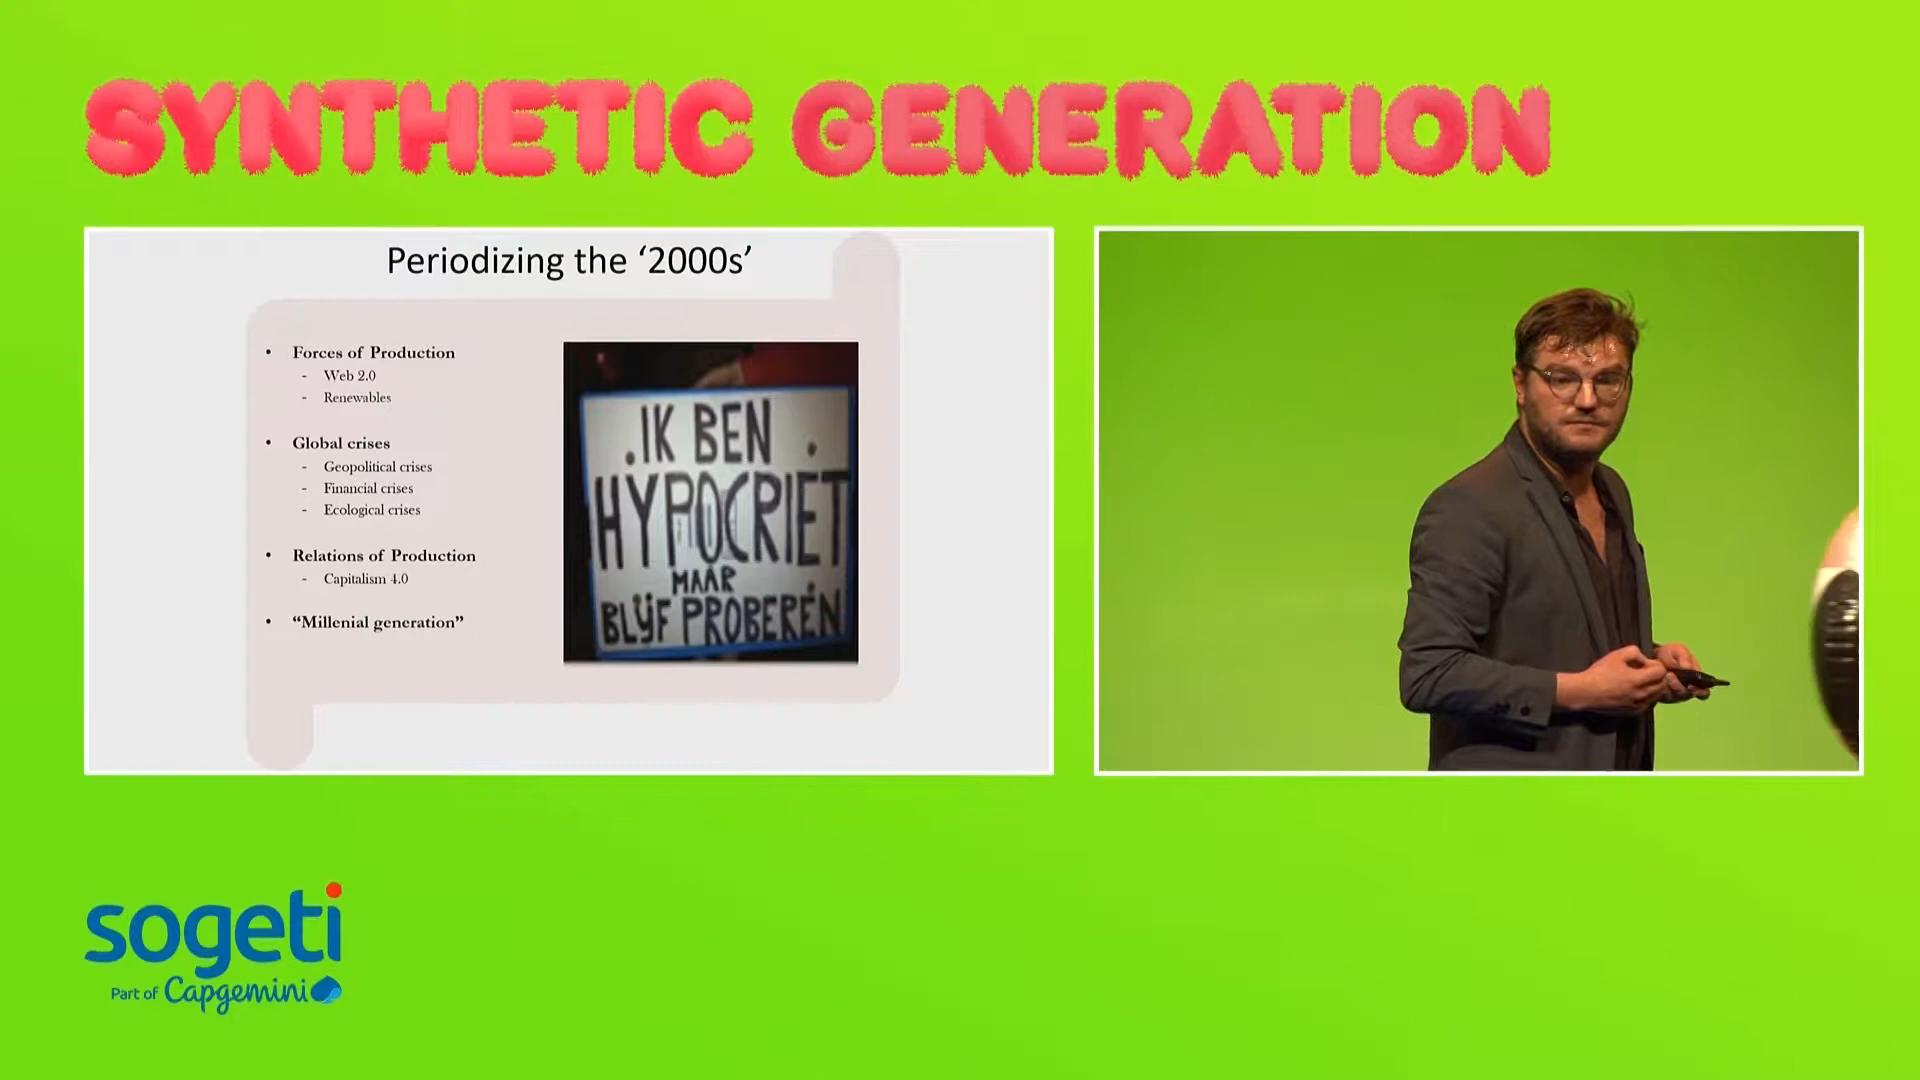 SYNTHETIC GENERATION
Periodizing the ‘2000s’
• Forces of Production
- Web 2.0
- Renewables
• Global crises
- Geopolitical crises
- Financial crises
- Ecological crises
• Relations of Production
- Capitalism 4.0
• “Millenial generation”
IK BEN
HYPOCRIET
MAAR
BLIJF PROBEREN
sogeti
Part of Capgemini